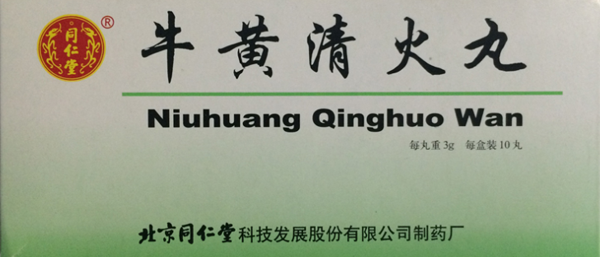 同仁堂
®
牛黄清火丸
Niuhuang Qinghuo Wan
每丸重3g 每盒装10丸
北京同仁堂科技发展股份有限公司制药厂